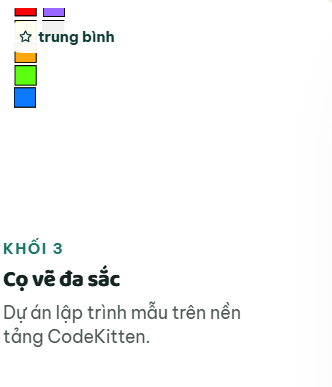 trung bình
KHỐI 3
Cọ vẽ đa sắc
Dự án lập trình mẫu trên nền
tảng CodeKitten.